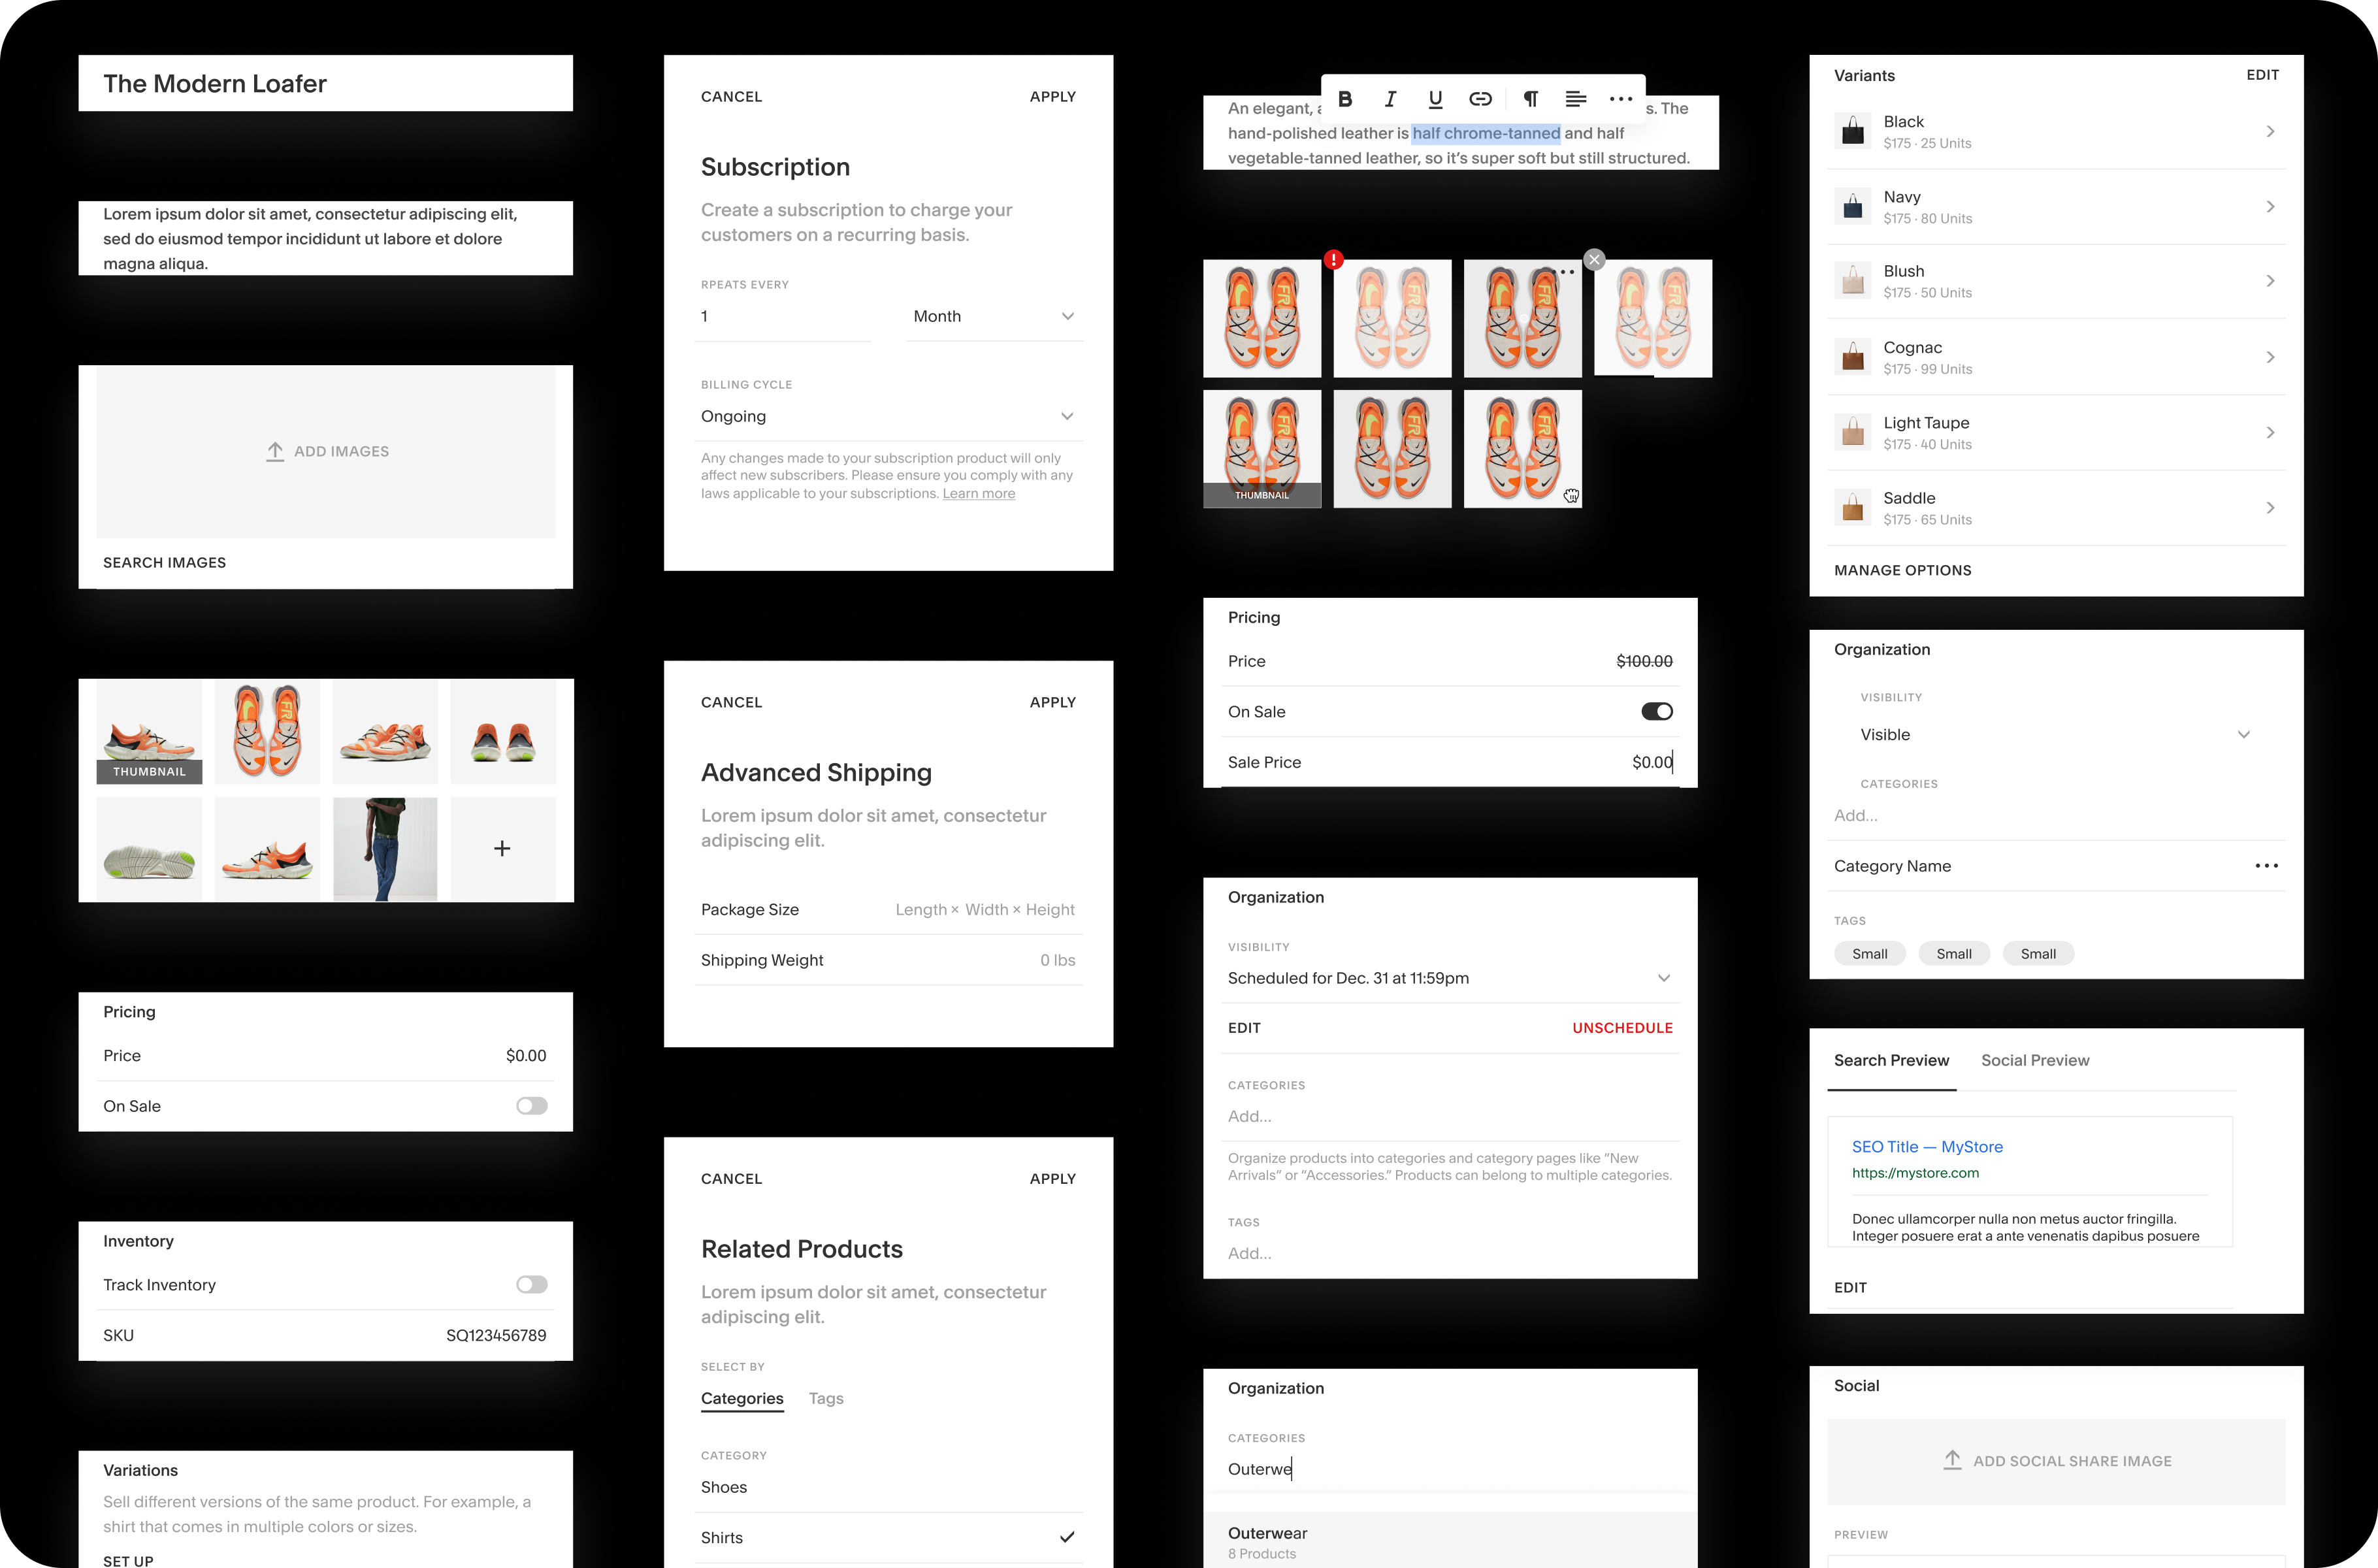 The Modern Loafer
Lorem ipsum dolor sit amet, consectetur adipiscing elit,
sed do eiusmod tempor incididunt ut labore et dolore
magna aliqua.
ADD IMAGES
SEARCH IMAGES
FR
THUMBNAIL
Pricing
Price $0.00
On Sale
Inventory
Track Inventory
SKU SQ123456789
Variations
Sell different versions of the same product. For example, a
shirt that comes in multiple colors or sizes.
SET UP
CANCEL APPLY
Subscription
Create a subscription to charge your
customers on a recurring basis.
RPEATS EVERY
1 Month
BILLING CYCLE
Ongoing
Any changes made to your subscription product will only
affect new subscribers. Please ensure you comply with any
laws applicable to your subscriptions. Learn more
CANCEL APPLY
Advanced Shipping
Lorem ipsum dolor sit amet, consectetur
adipiscing elit.
Package Size Length × Width × Height
Shipping Weight 0 lbs
CANCEL APPLY
Related Products
Lorem ipsum dolor sit amet, consectetur
adipiscing elit.
SELECT BY
Categories Tags
CATEGORY
Shoes
Shirts
B I U
An elegant, s. The
hand-polished leather is half chrome-tanned and half
vegetable-tanned leather, so it’s super soft but still structured.
FR FR FR FR
FR FR FR
THUMBNAIL
Pricing
Price $100.00
On Sale
Sale Price $0.00
Organization
VISIBILITY
Scheduled for Dec. 31 at 11:59pm
EDIT UNSCHEDULE
CATEGORIES
Add...
Organize products into categories and category pages like “New
Arrivals” or “Accessories.” Products can belong to multiple categories.
TAGS
Add...
Organization
CATEGORIES
Outerwe
Outerwear
8 Products
Variants EDIT
Black
$175 · 25 Units
Navy
$175 · 80 Units
Blush
$175 · 50 Units
Cognac
$175 · 99 Units
Light Taupe
$175 · 40 Units
Saddle
$175 · 65 Units
MANAGE OPTIONS
Organization
VISIBILITY
Visible
CATEGORIES
Add...
Category Name
TAGS
Small Small Small
Search Preview Social Preview
SEO Title — MyStore
https://mystore.com
Donec ullamcorper nulla non metus auctor fringilla.
Integer posuere erat a ante venenatis dapibus posuere
EDIT
Social
ADD SOCIAL SHARE IMAGE
PREVIEW